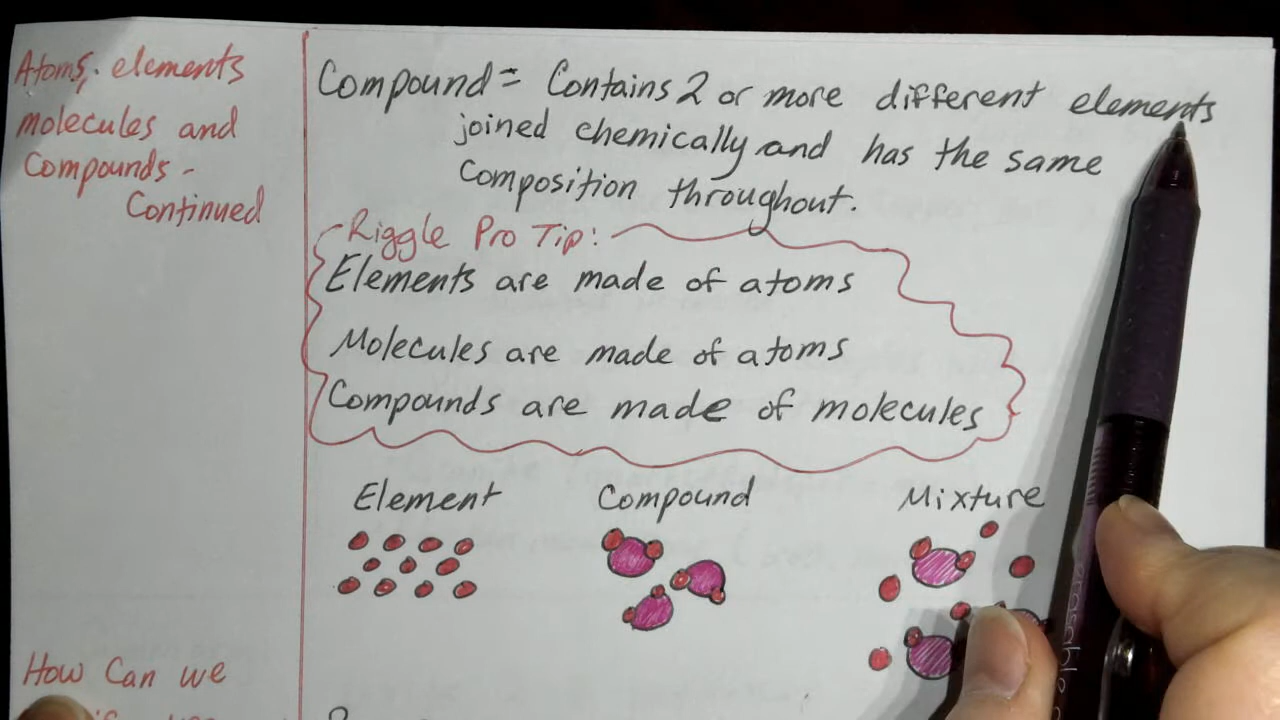 Atoms, elements
molecules and
Compounds -
Continued
Compound = Contains 2 or more different elements
joined chemically and has the same
Composition throughout.
Riggle Pro Tip:
Elements are made of atoms
Molecules are made of atoms
Compounds are made of molecules
Element Compound Mixture
How Can we
erasable